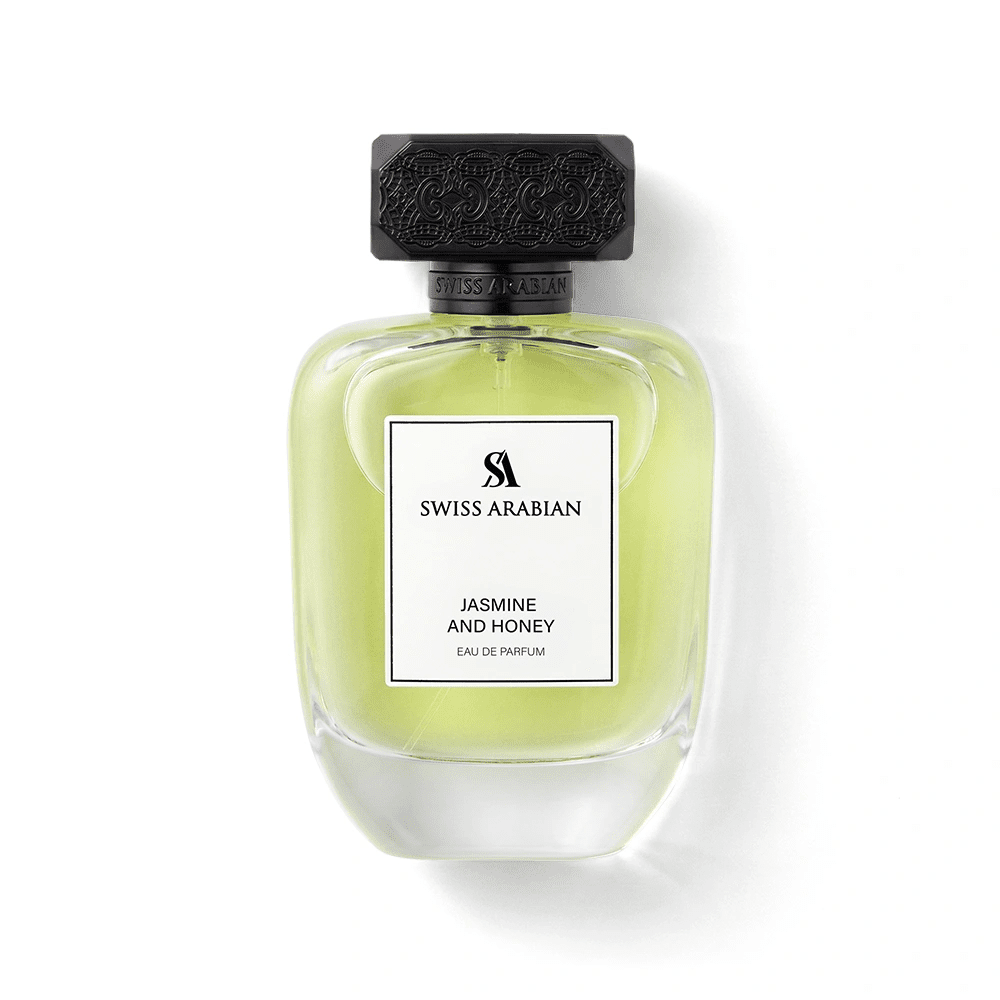 SWISS ARABIAN
SA
SWISS ARABIAN
JASMINE
AND HONEY
EAU DE PARFUM